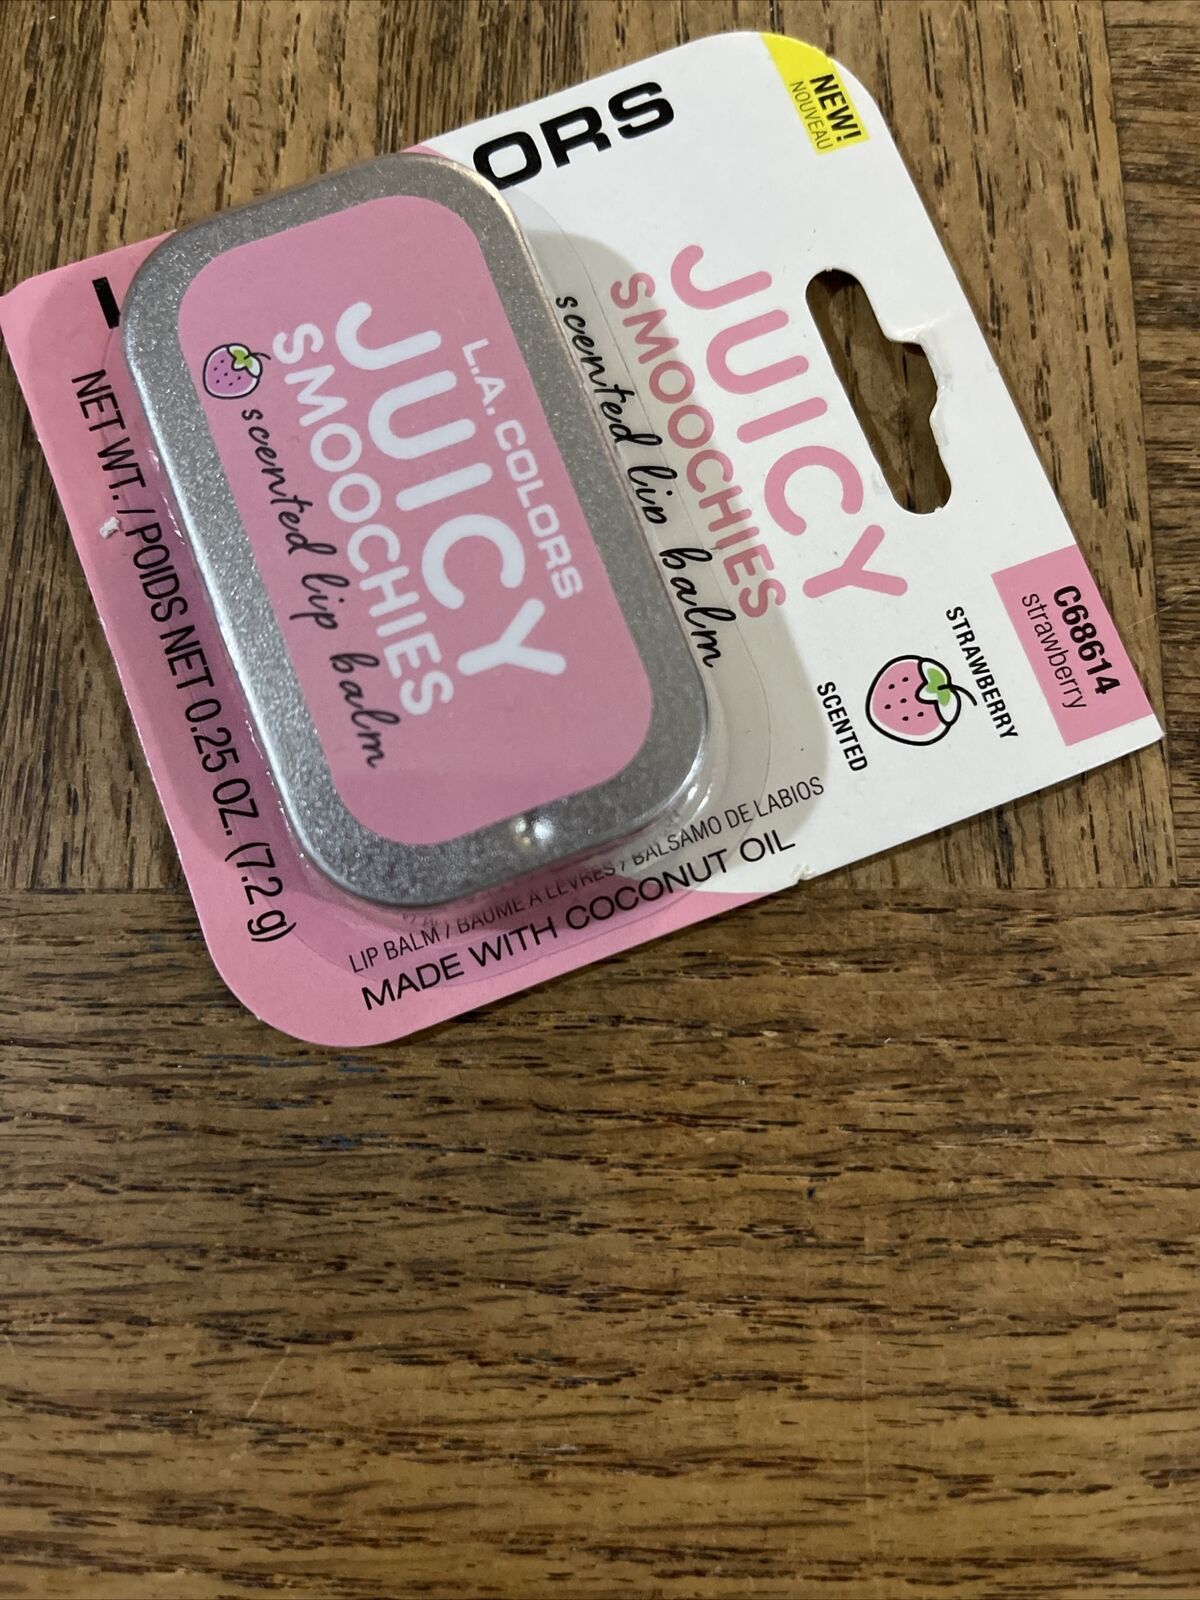 NEW!
NOUVEAU
ORS
JUICY
SMOOCHIES
scented lip balm
C68614
strawberry
STRAWBERRY
SCENTED
L.A. COLORS
JUICY
SMOOCHIES
scented lip balm
NET WT. / POIDS NET 0.25 OZ. (7.2 g)
LIP BALM / BAUME À LÈVRES / BALSAMO DE LABIOS
MADE WITH COCONUT OIL